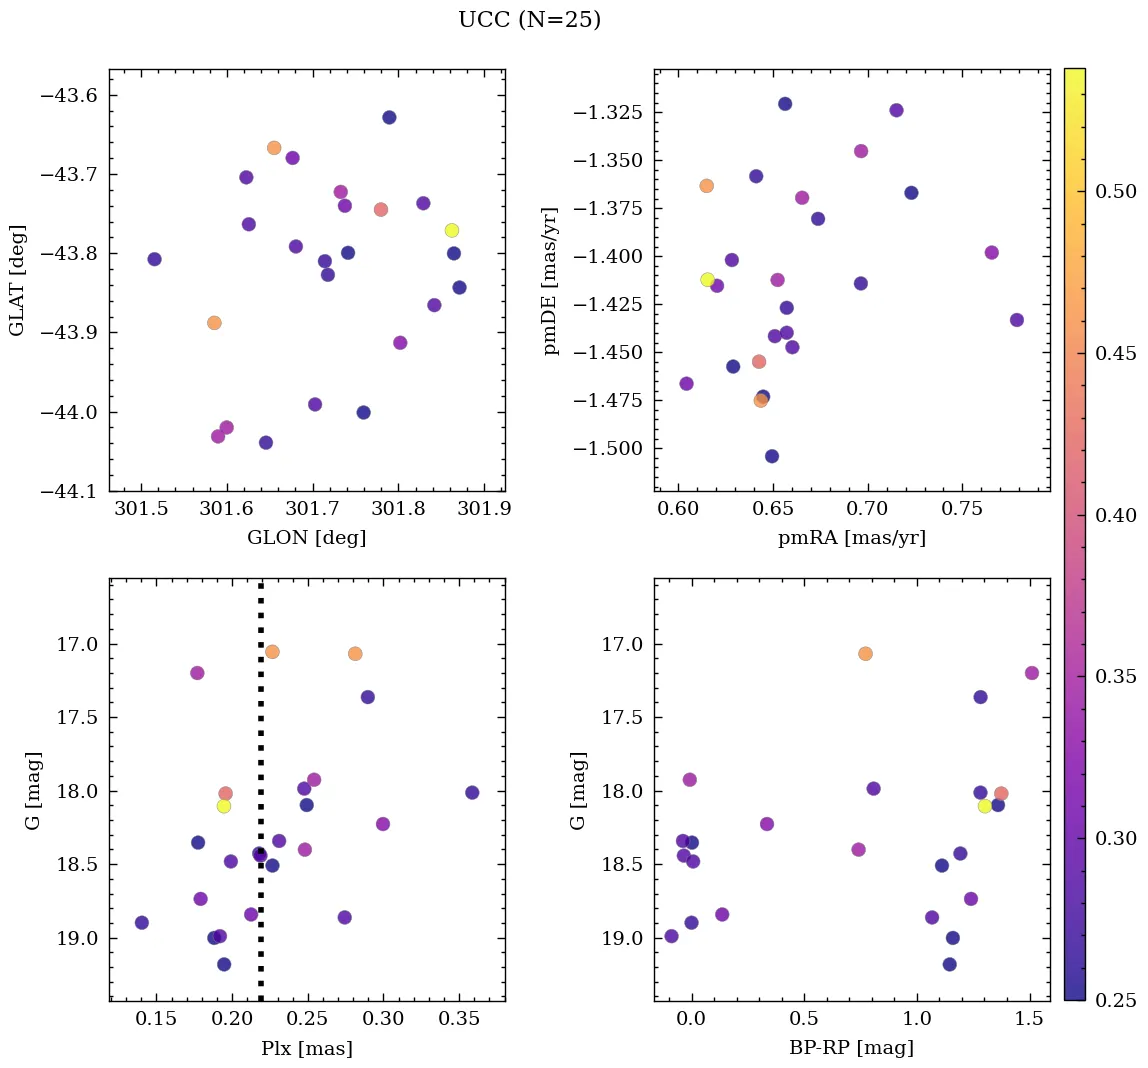 UCC (N=25)
−43.6
−43.7
−43.8
−43.9
−44.0
−44.1
GLAT [deg]
301.5 301.6 301.7 301.8 301.9
GLON [deg]
−1.325
−1.350
−1.375
−1.400
−1.425
−1.450
−1.475
−1.500
pmDE [mas/yr]
0.60 0.65 0.70 0.75
pmRA [mas/yr]
17.0
17.5
18.0
18.5
19.0
G [mag]
0.15 0.20 0.25 0.30 0.35
Plx [mas]
17.0
17.5
18.0
18.5
19.0
G [mag]
0.0 0.5 1.0 1.5
BP-RP [mag]
0.50
0.45
0.40
0.35
0.30
0.25